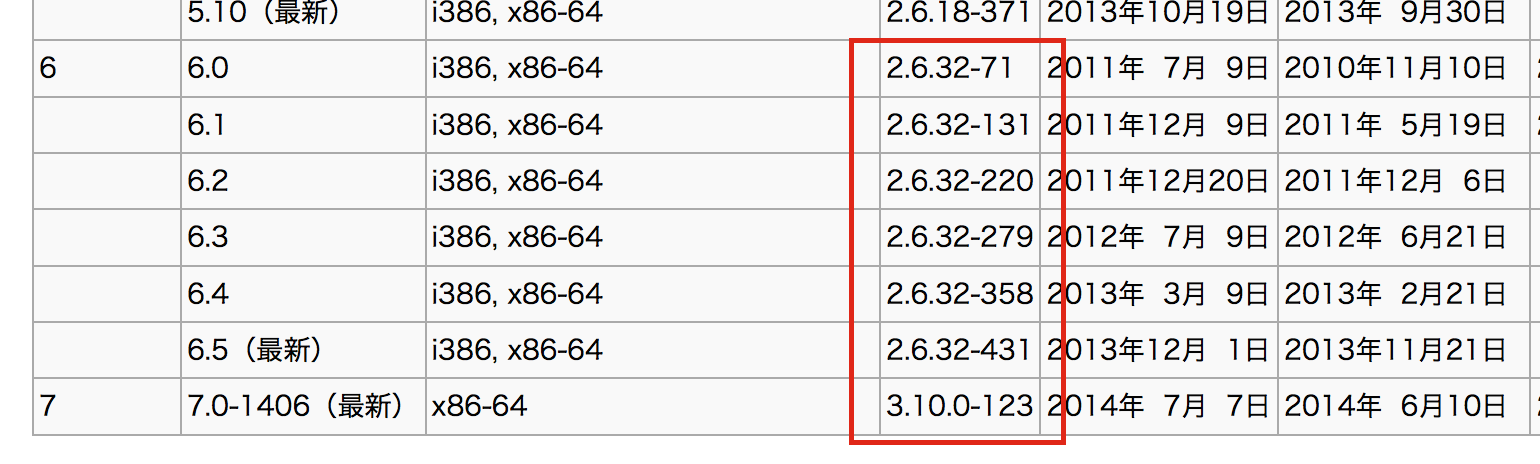 5.10（最新） i386, x86-64 2.6.18-371 2013年10月19日 2013年 9月30日
6 6.0 i386, x86-64 2.6.32-71 2011年 7月 9日 2010年11月10日
6.1 i386, x86-64 2.6.32-131 2011年12月 9日 2011年 5月19日
6.2 i386, x86-64 2.6.32-220 2011年12月20日 2011年12月 6日
6.3 i386, x86-64 2.6.32-279 2012年 7月 9日 2012年 6月21日
6.4 i386, x86-64 2.6.32-358 2013年 3月 9日 2013年 2月21日
6.5（最新） i386, x86-64 2.6.32-431 2013年12月 1日 2013年11月21日
7 7.0-1406（最新） x86-64 3.10.0-123 2014年 7月 7日 2014年 6月10日